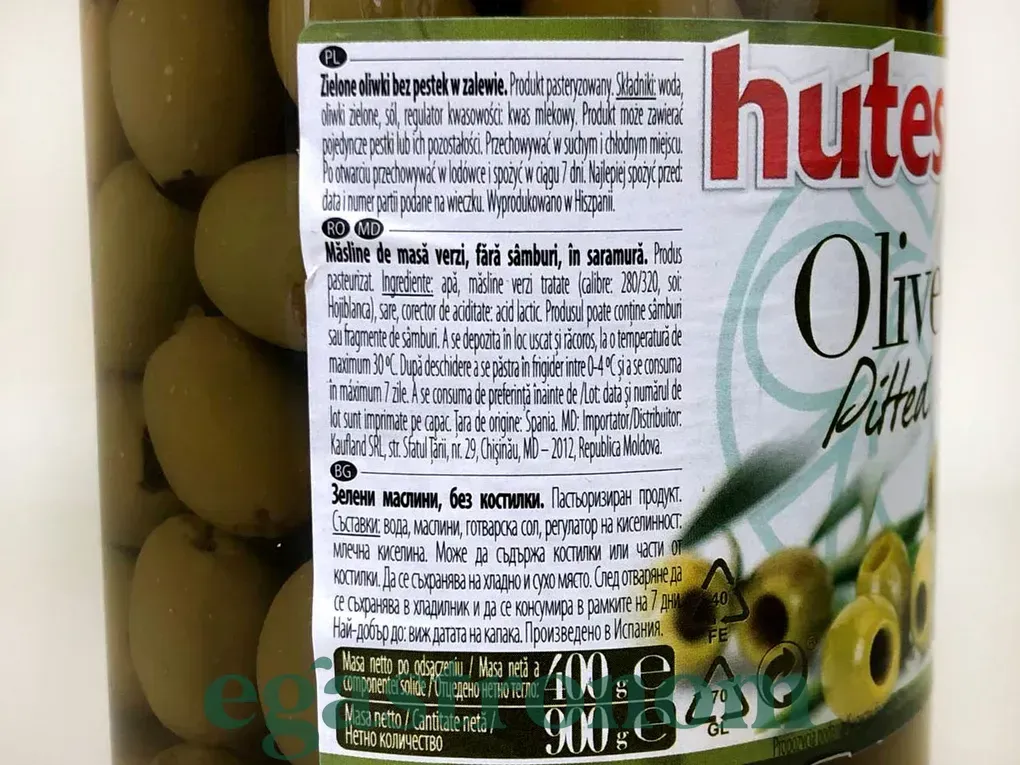 PL
Zielone oliwki bez pestek w zalewie. Produkt pasteryzowany. Składniki: woda,
oliwki zielone, sól, regulator kwasowości: kwas mlekowy. Produkt może zawierać
pojedyncze pestki lub ich pozostałości. Przechowywać w suchym i chłodnym miejscu.
Po otwarciu przechowywać w lodówce i spożyć w ciągu 7 dni. Najlepiej spożyć przed:
data i numer partii podane na wieczku. Wyprodukowano w Hiszpanii.
RO MD
Măsline de masă verzi, fără sâmburi, în saramură. Produs
pasteurizat. Ingrediente: apă, măsline verzi tratate (calibre: 280/320, soi:
Hojiblanca), sare, corector de aciditate: acid lactic. Produsul poate conține sâmburi
sau fragmente de sâmburi. A se depozita în loc uscat și răcoros, la o temperatură de
maximum 30 °C. După deschidere a se păstra în frigider între 0-4 °C și a se consuma
în maximum 7 zile. A se consuma de preferință înainte de /Lot: data și numărul de
lot sunt imprimate pe capac. Țara de origine: Spania. MD: Importator/Distribuitor:
Kaufland SRL, str. Sfatul Țării, nr. 29, Chișinău, MD – 2012, Republica Moldova.
BG
Зелени маслини, без костилки. Пастьоризиран продукт.
Съставки: вода, маслини, готварска сол, регулатор на киселинност:
млечна киселина. Може да съдържа костилки или части от
костилки. Да се съхранява на хладно и сухо място. След отваряне да
се съхранява в хладилник и да се консумира в рамките на 7 дни.
Най-добър до: виж датата на капака. Произведено в Испания.
Masa netto po odsączeniu / Masa netă a
componentei solide / Отцедено нетно тегло: 400 g e
Masa netto / Cantitate netă /
Нетно количество 900 g e
hutes
Olive
Pitted
40
FE
70
GL
egastronom